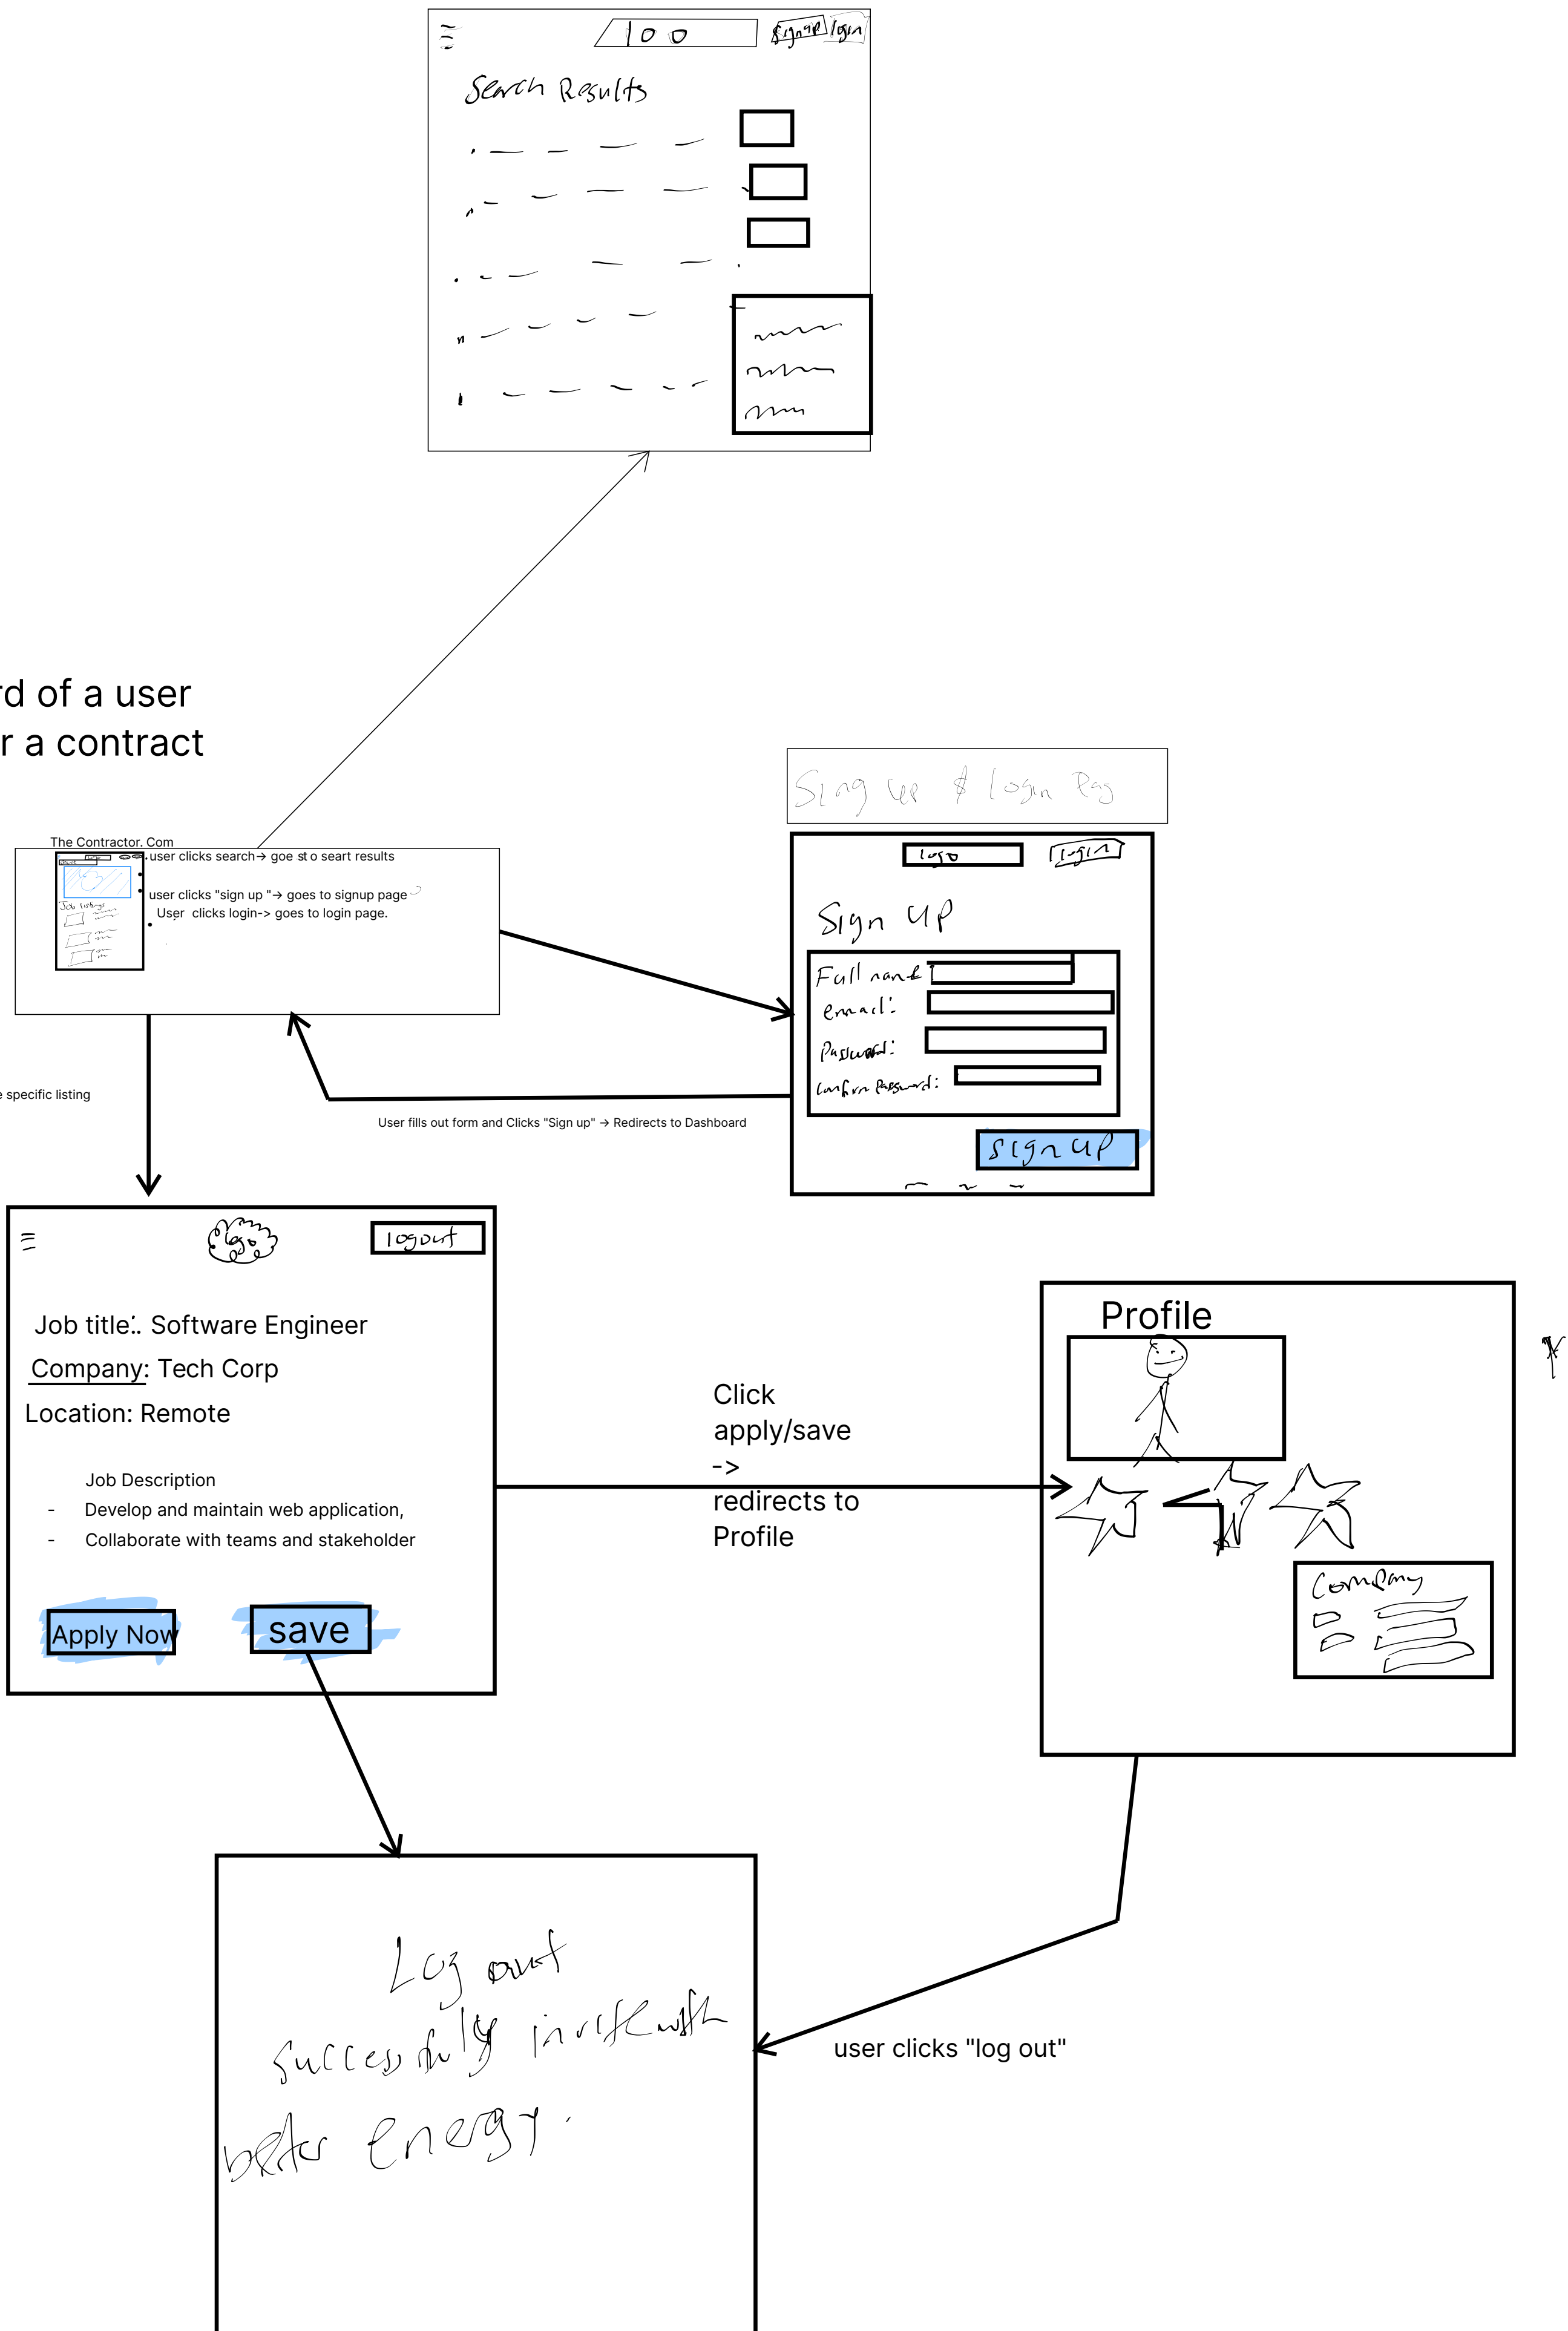 signup login
Search Results
rd of a user
r a contract
Sing up & login Pag
The Contractor. Com
user clicks search→ goe st o seart results
user clicks "sign up "→ goes to signup page
User clicks login-> goes to login page.
Job listings
logo login
Sign UP
Full name
email:
Password:
Confirm Password:
sign UP
e specific listing
User fills out form and Clicks "Sign up" → Redirects to Dashboard
logo logout
Job title:. Software Engineer
Company: Tech Corp
Location: Remote
Job Description
- Develop and maintain web application,
- Collaborate with teams and stakeholder
Apply Now save
Click
apply/save
->
redirects to
Profile
Profile
Company
Log out
successfully
better energy.
user clicks "log out"